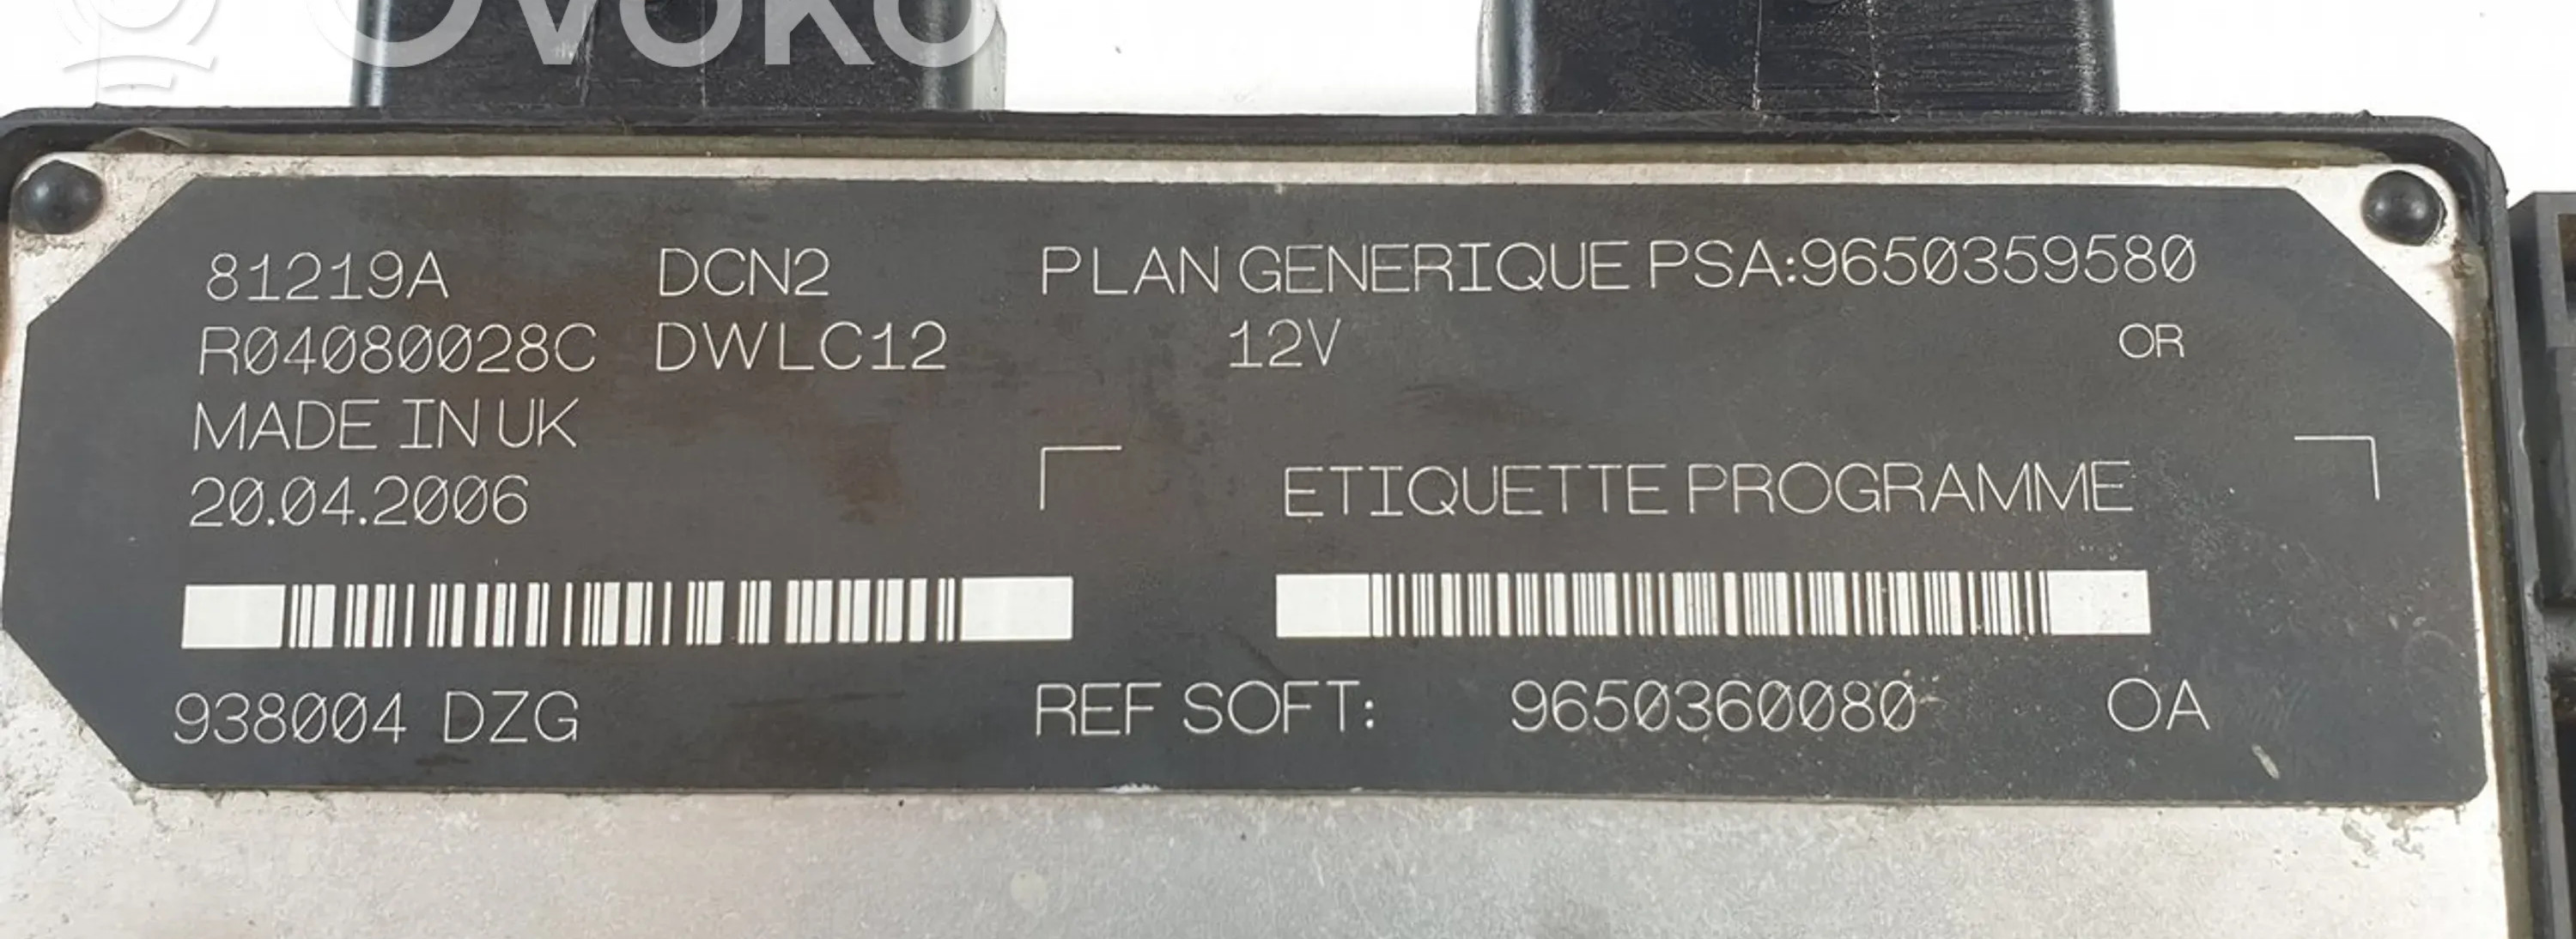 OVOKO
81219A DCN2 PLAN GENERIQUE PSA:9650359580
R04080028C DWLC12 12V OR
MADE IN UK
20.04.2006
ETIQUETTE PROGRAMME
938004 DZG REF SOFT: 9650360080 OA